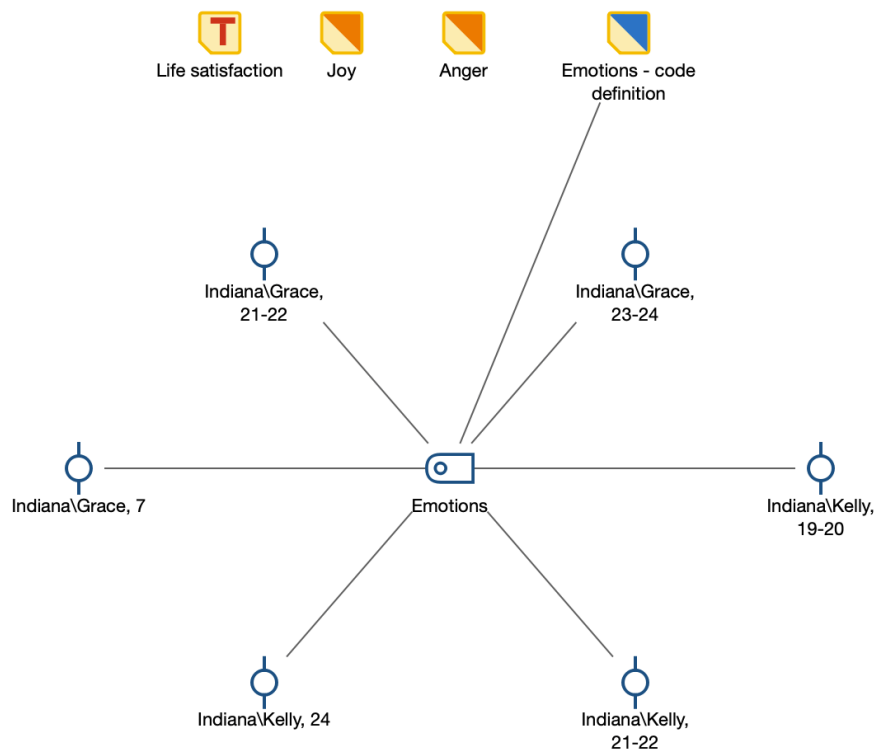 T
Life satisfaction
Joy
Anger
Emotions - code
definition
Indiana\Grace,
21-22
Indiana\Grace,
23-24
Indiana\Grace, 7
Emotions
Indiana\Kelly,
19-20
Indiana\Kelly, 24
Indiana\Kelly,
21-22